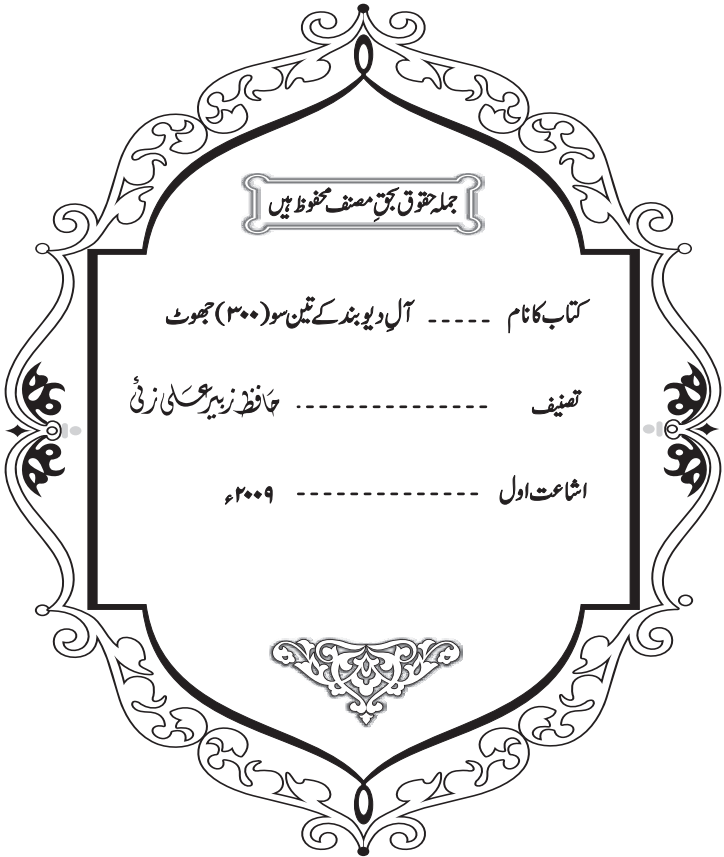 جملہ حقوق بحقِ مصنف محفوظ ہیں
کتاب کا نام ----- آلِ دیوبند کے تین سو (۳۰۰) جھوٹ
تصنیف --------------- حافظ زبیر علی زئی
اشاعت اول -------------- ۲۰۰۹ء